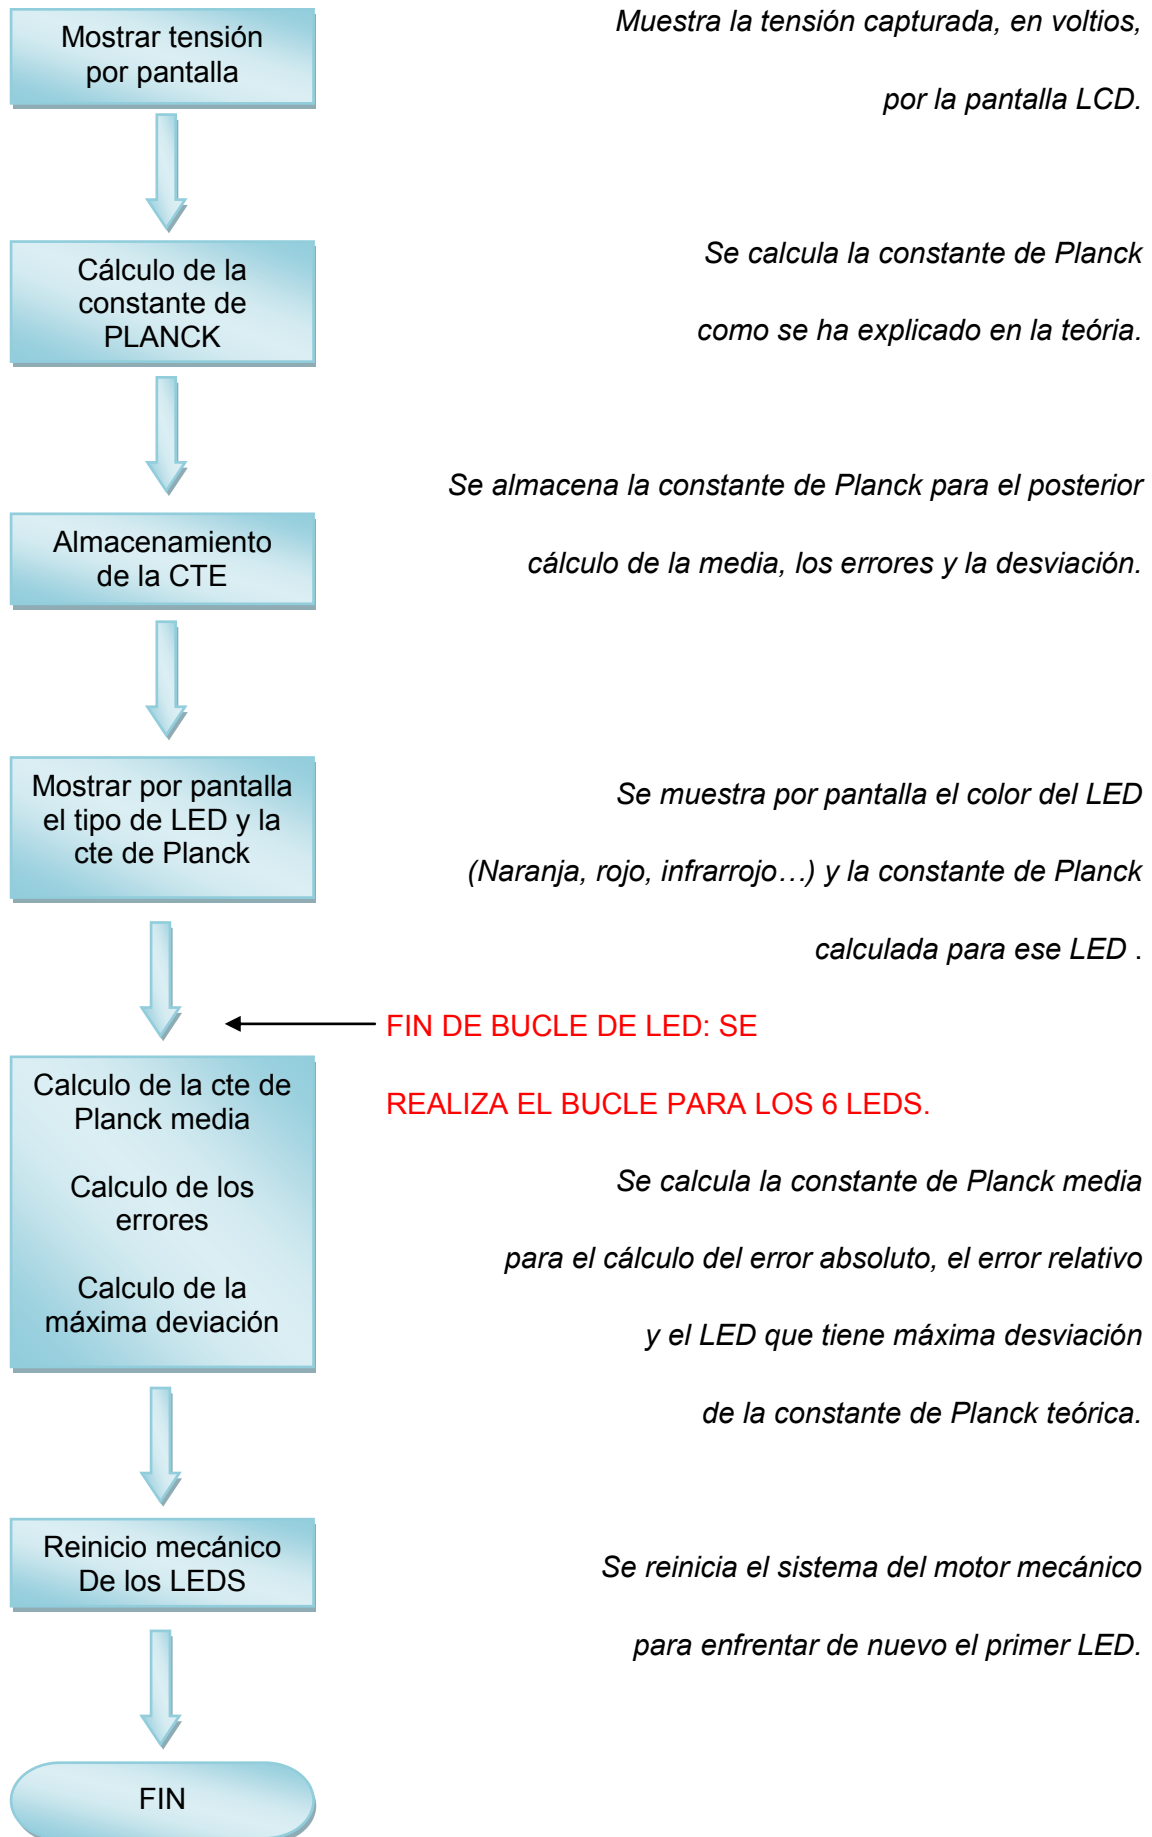 Mostrar tensión
por pantalla
Muestra la tensión capturada, en voltios,
por la pantalla LCD.
Cálculo de la
constante de
PLANCK
Se calcula la constante de Planck
como se ha explicado en la teória.
Almacenamiento
de la CTE
Se almacena la constante de Planck para el posterior
cálculo de la media, los errores y la desviación.
Mostrar por pantalla
el tipo de LED y la
cte de Planck
Se muestra por pantalla el color del LED
(Naranja, rojo, infrarrojo…) y la constante de Planck
calculada para ese LED .
FIN DE BUCLE DE LED: SE
REALIZA EL BUCLE PARA LOS 6 LEDS.
Calculo de la cte de
Planck media
Calculo de los
errores
Calculo de la
máxima deviación
Se calcula la constante de Planck media
para el cálculo del error absoluto, el error relativo
y el LED que tiene máxima desviación
de la constante de Planck teórica.
Reinicio mecánico
De los LEDS
Se reinicia el sistema del motor mecánico
para enfrentar de nuevo el primer LED.
FIN